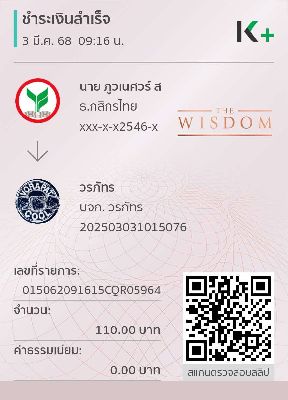 ชำระเงินสำเร็จ
3 มี.ค. 68 09:16 น.
K+
นาย ภูวเนศวร์ ส
ธ.กสิกรไทย
xxx-x-x2546-x
THE
WISDOM
VORAPAT
COOL
วรภัทร
บจก. วรภัทร
202503031015076
เลขที่รายการ:
015062091615CQR05964
จำนวน:
110.00 บาท
ค่าธรรมเนียม:
0.00 บาท
สแกนตรวจสอบสลิป